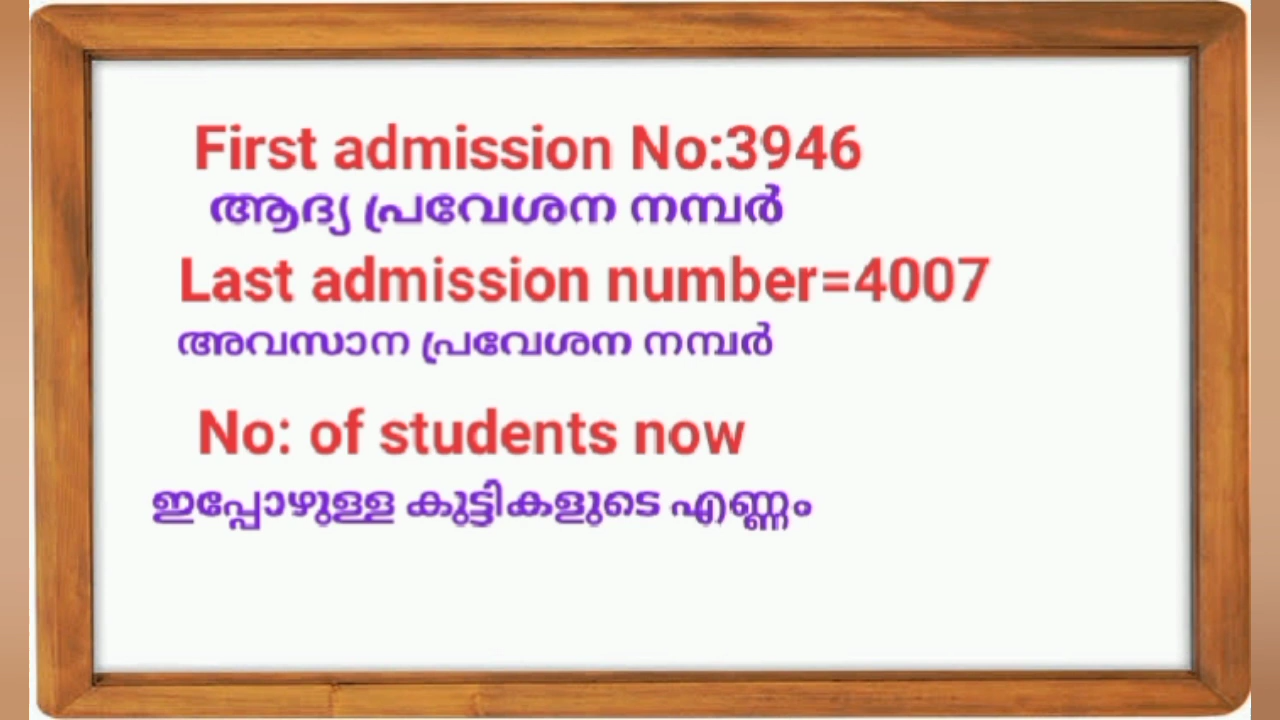 First admission No:3946
ആദ്യ പ്രവേശന നമ്പർ
Last admission number=4007
അവസാന പ്രവേശന നമ്പർ
No: of students now
ഇപ്പോഴുള്ള കുട്ടികളുടെ എണ്ണം